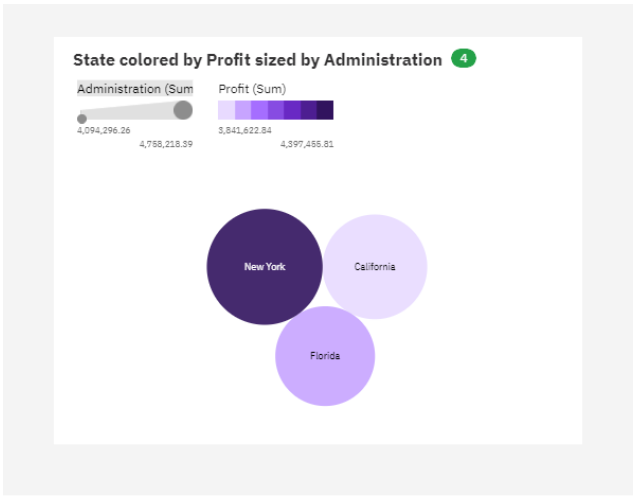 State colored by Profit sized by Administration 4
Administration (Sum Profit (Sum)
4,094,296.26 3,841,622.84
4,758,218.39 4,397,455.81
New York California
Florida